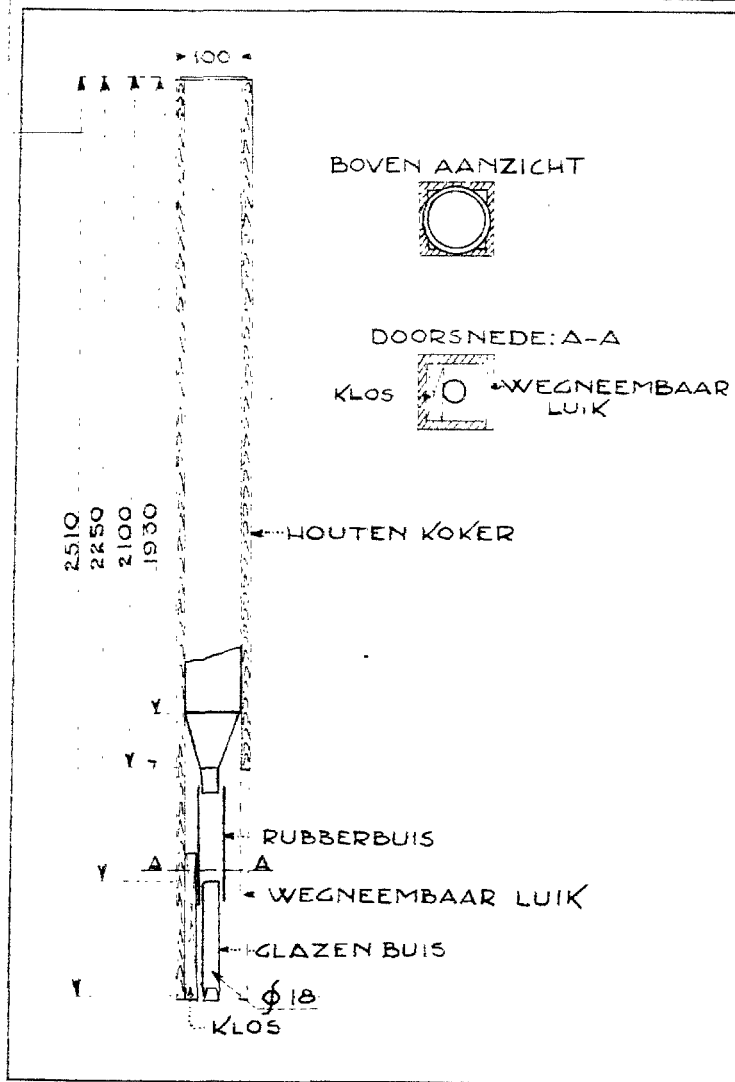 100
BOVEN AANZICHT
DOORSNEDE: A-A
KLOS
WEGNEEMBAAR
LUIK
2510
2250
2100
1930
HOUTEN KOKER
RUBBERBUIS
A A
WEGNEEMBAAR LUIK
GLAZEN BUIS
ϕ 18
KLOS